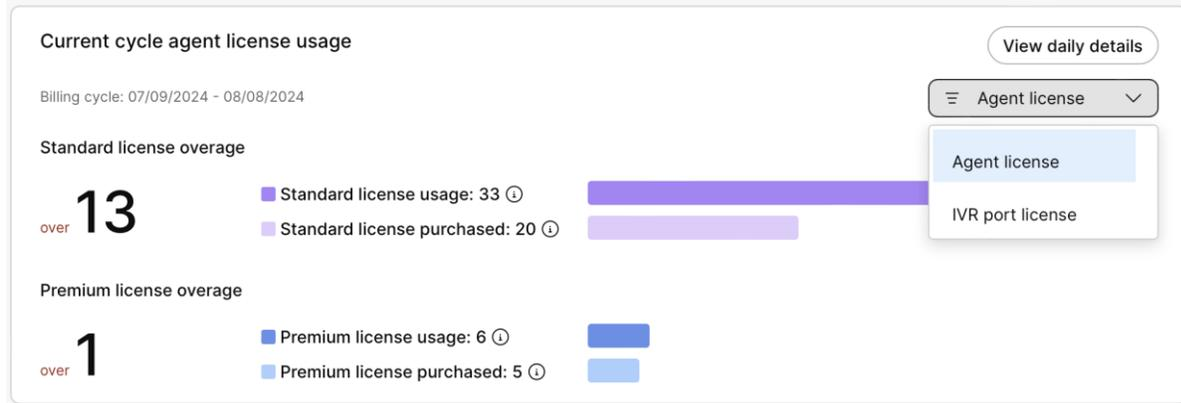 Current cycle agent license usage
View daily details
Billing cycle: 07/09/2024 - 08/08/2024
Agent license
Agent license
IVR port license
Standard license overage
over 13
Standard license usage: 33
Standard license purchased: 20
Premium license overage
over 1
Premium license usage: 6
Premium license purchased: 5